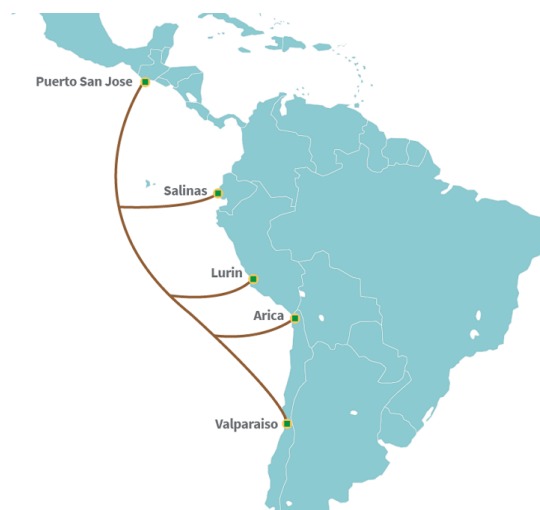 Puerto San Jose
Salinas
Lurin
Arica
Valparaiso